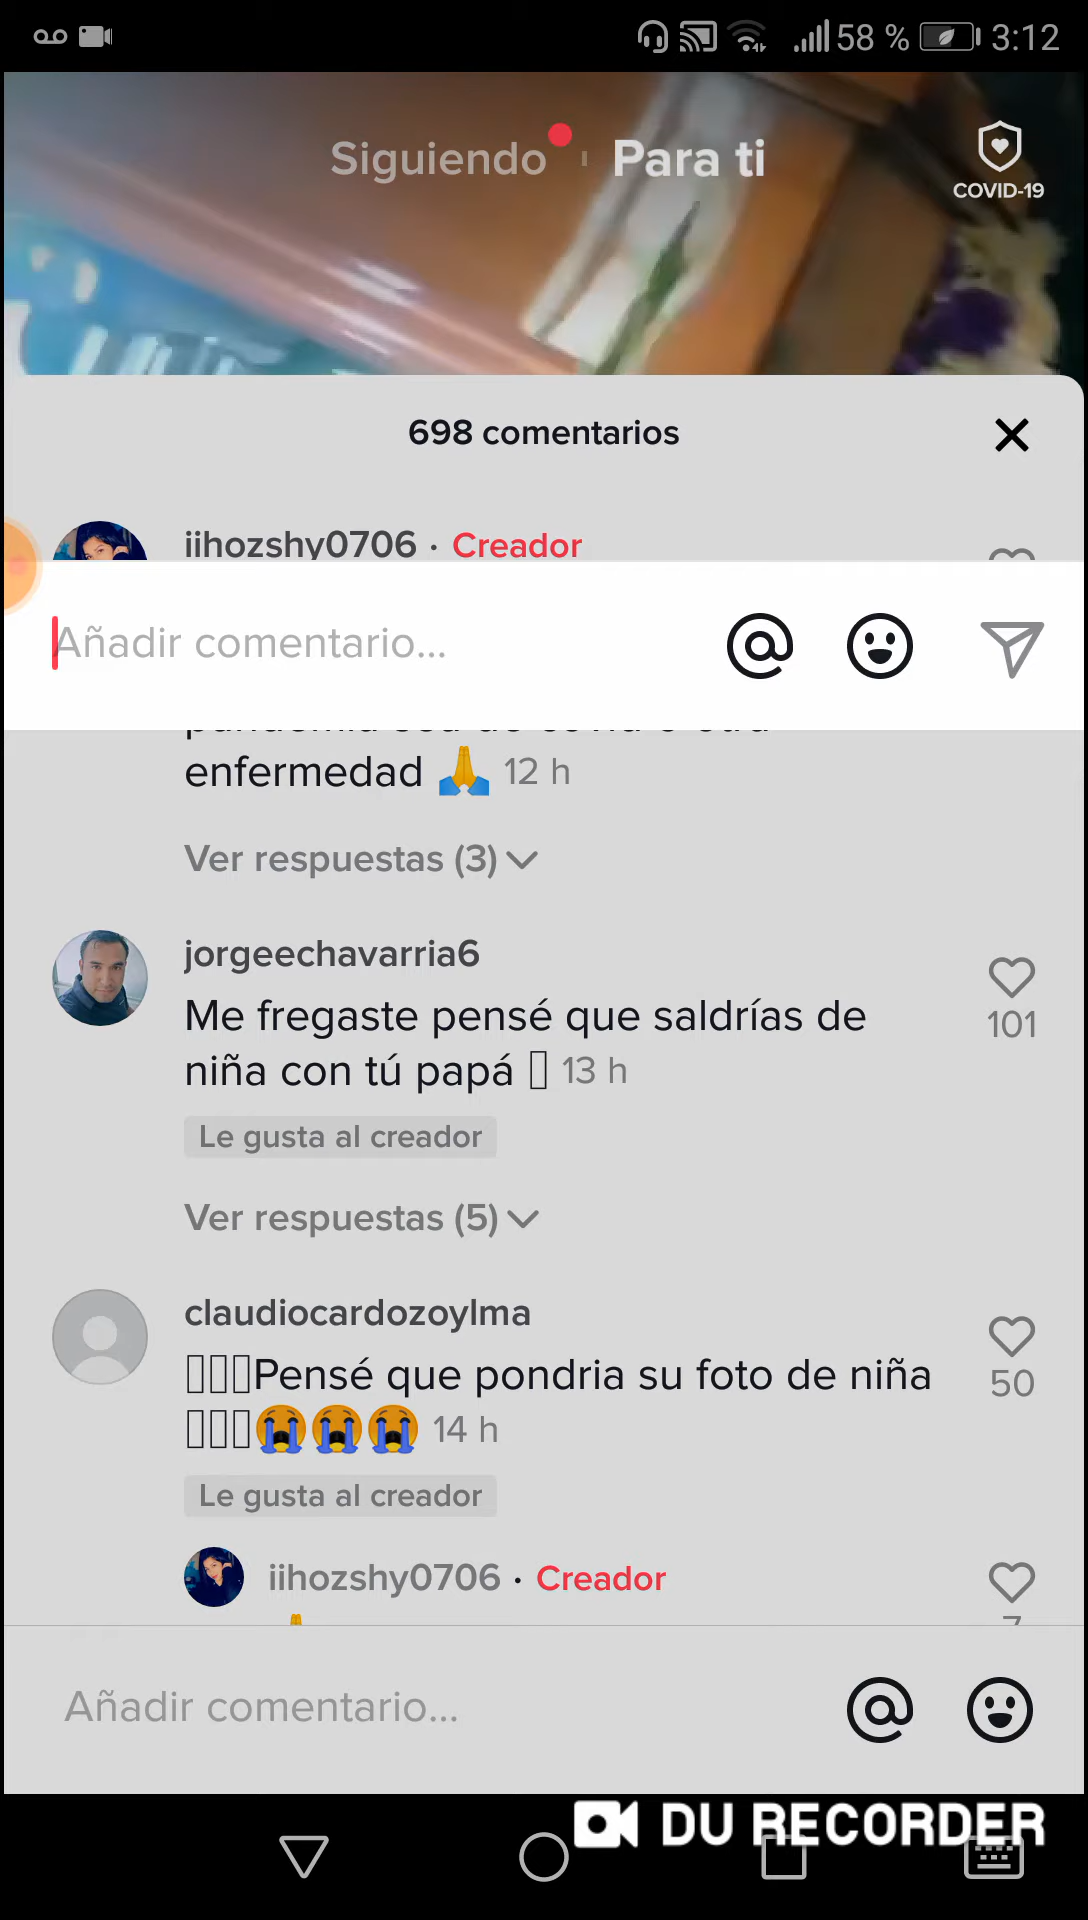 58 % 3:12
Siguiendo Para ti
COVID-19
698 comentarios
iihozshy0706 · Creador
Añadir comentario...
enfermedad 🙏 12 h
Ver respuestas (3)
jorgeechavarria6
Me fregaste pensé que saldrías de
niña con tú papá 13 h
101
Le gusta al creador
Ver respuestas (5)
claudiocardozoylma
Pensé que pondria su foto de niña
😭😭😭 14 h
50
Le gusta al creador
iihozshy0706 · Creador
Añadir comentario...
DU RECORDER